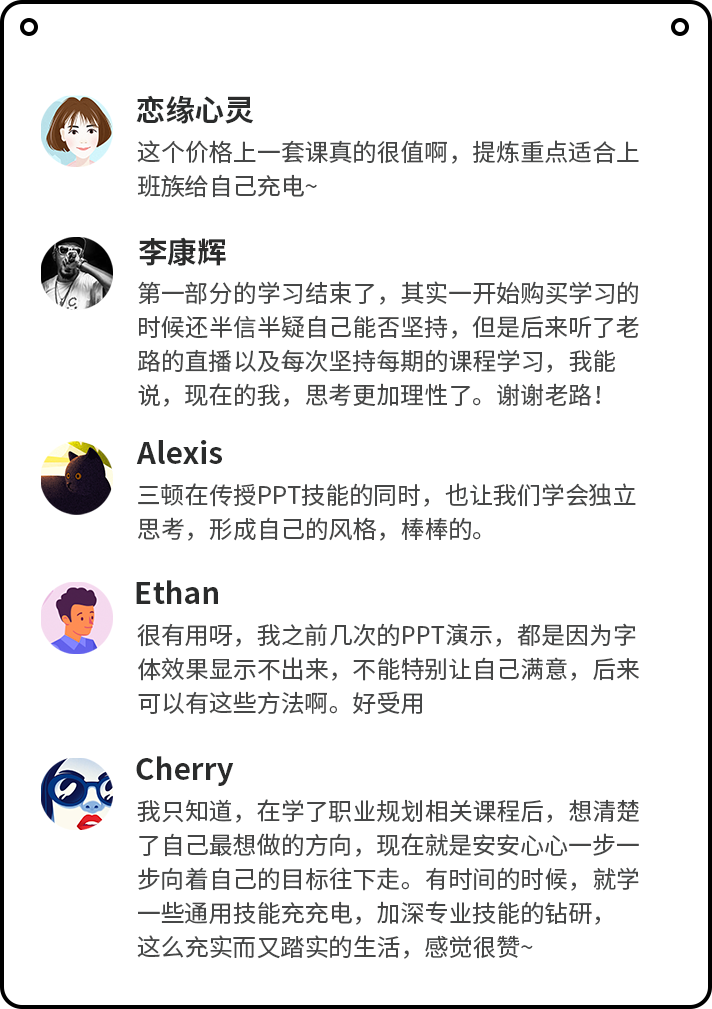 恋缘心灵
这个价格上一套课真的很值啊，提炼重点适合上
班族给自己充电~
李康辉
第一部分的学习结束了，其实一开始购买学习的
时候还半信半疑自己能否坚持，但是后来听了老
路的直播以及每次坚持每期的课程学习，我能
说，现在的我，思考更加理性了。谢谢老路！
Alexis
三顿在传授PPT技能的同时，也让我们学会独立
思考，形成自己的风格，棒棒的。
Ethan
很有用呀，我之前几次的PPT演示，都是因为字
体效果显示不出来，不能特别让自己满意，后来
可以有这些方法啊。好受用
Cherry
我只知道，在学了职业规划相关课程后，想清楚
了自己最想做的方向，现在就是安安心心一步一
步向着自己的目标往下走。有时间的时候，就学
一些通用技能充充电，加深专业技能的钻研，
这么充实而又踏实的生活，感觉很赞~